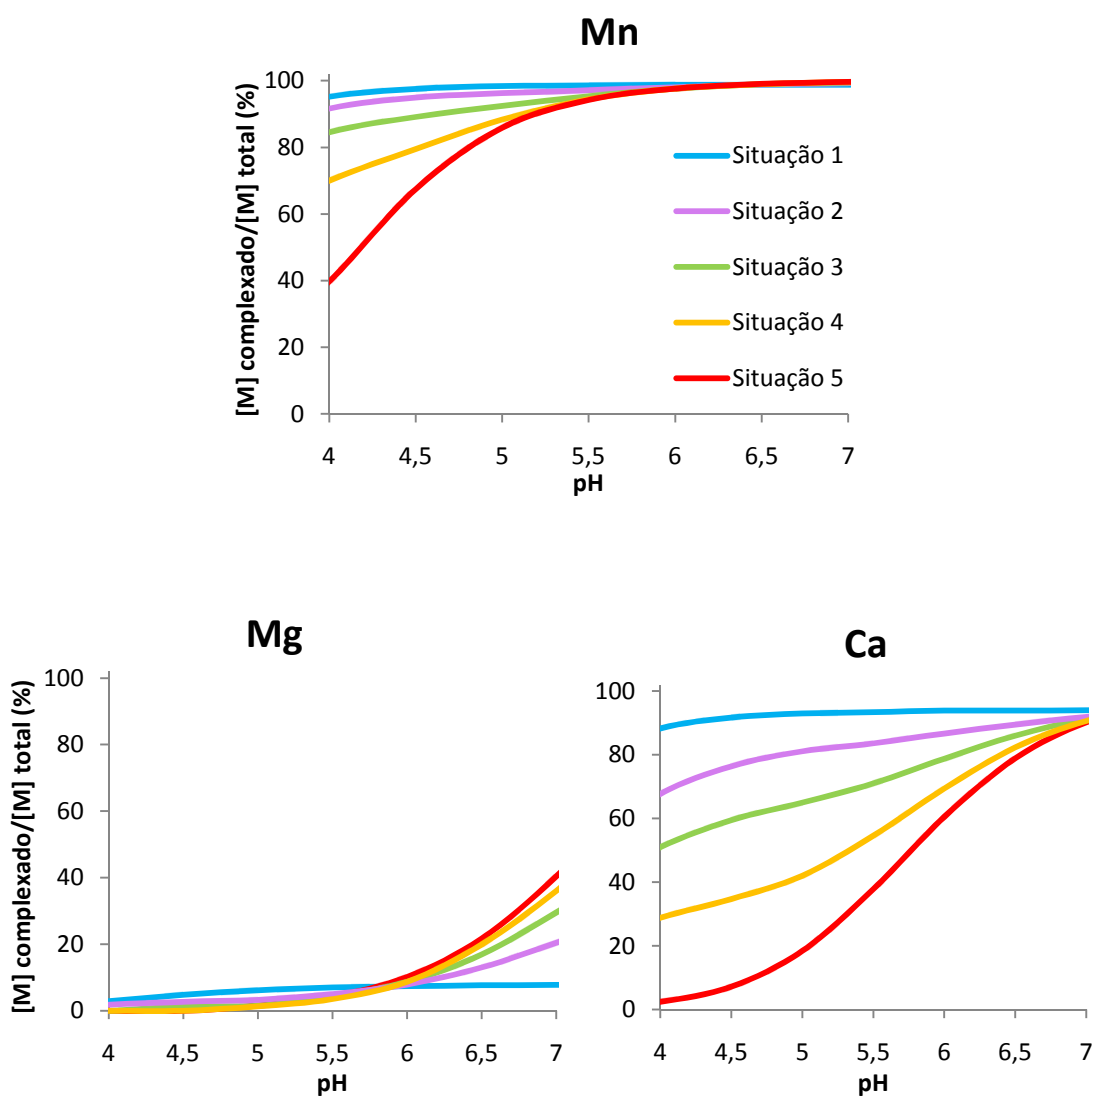 Mn
[M] complexado/[M] total (%)
100
80
60
40
20
0
4 4,5 5 5,5 6 6,5 7
pH
Situação 1
Situação 2
Situação 3
Situação 4
Situação 5
Mg
[M] complexado/[M] total (%)
100
80
60
40
20
0
4 4,5 5 5,5 6 6,5 7
pH
Ca
100
80
60
40
20
0
4 4,5 5 5,5 6 6,5 7
pH